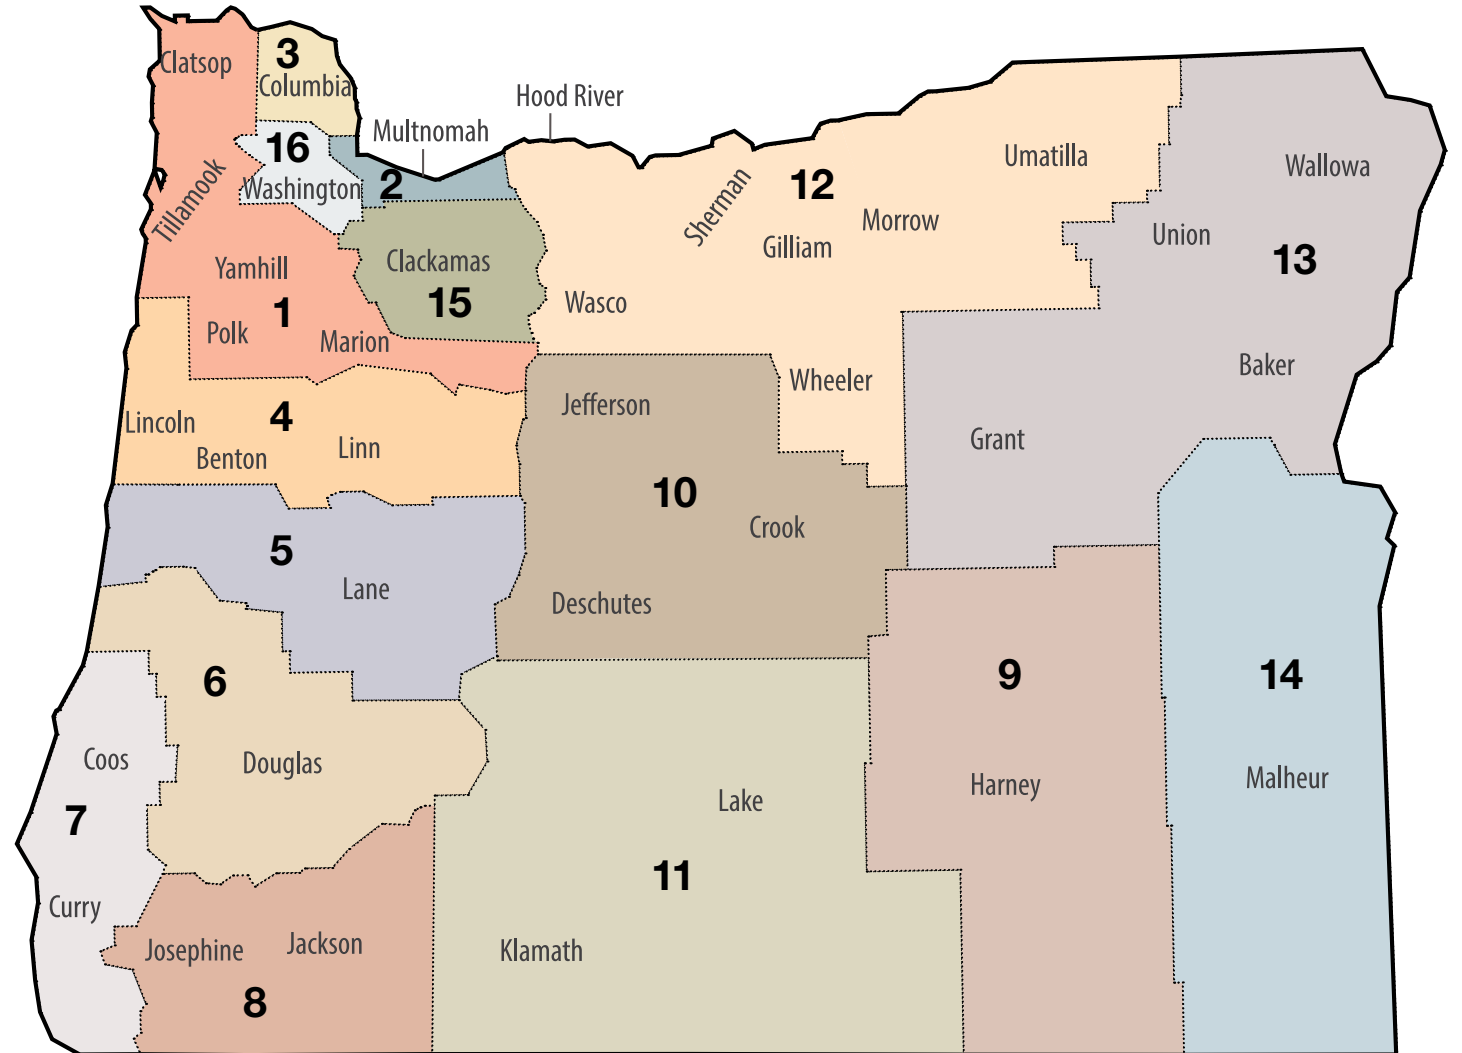 Clatsop
3
Columbia
Hood River
Multnomah
16
Washington
2
Tillamook
Sherman
12
Umatilla
Wallowa
Morrow
Gilliam
Union
13
Yamhill
Clackamas
15
Wasco
1
Polk
Marion
Wheeler
Baker
Jefferson
Lincoln
4
Benton
Linn
Grant
10
Crook
5
Lane
Deschutes
6
9
14
Coos
Douglas
Lake
Harney
Malheur
7
11
Curry
Josephine
Jackson
Klamath
8